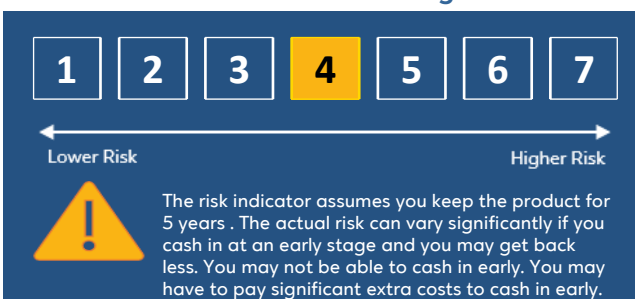 1 2 3 4 5 6 7
Lower Risk Higher Risk
The risk indicator assumes you keep the product for
5 years . The actual risk can vary significantly if you
cash in at an early stage and you may get back
less. You may not be able to cash in early. You may
have to pay significant extra costs to cash in early.